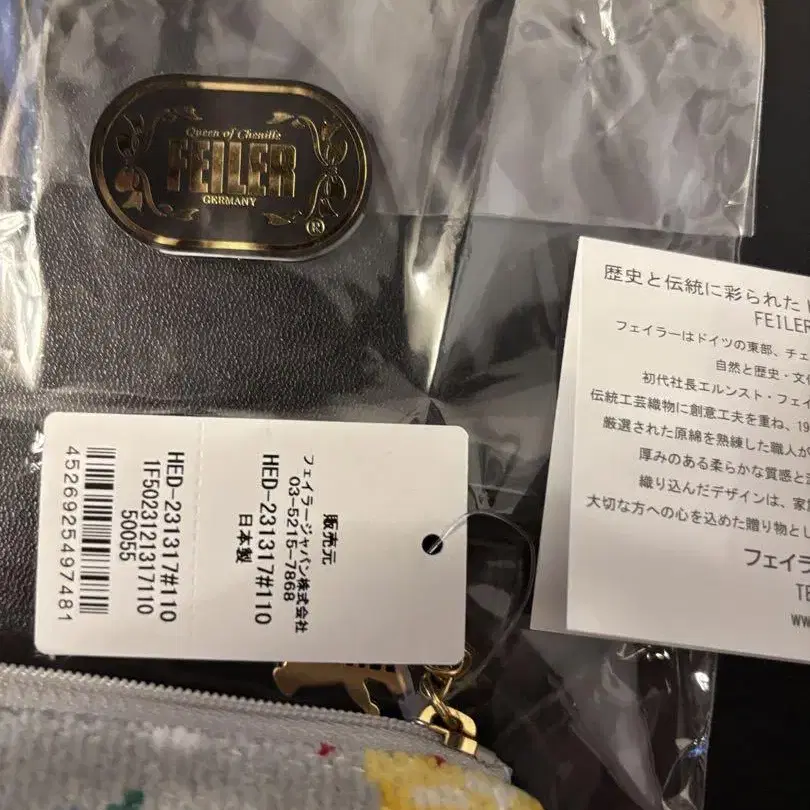 Queen of Chenille
FEILER
GERMANY
®
歴史と伝統に彩られた
FEILER
フェイラーはドイツの東部、チェ
自然と歴史・文
初代社長エルンスト・フェイ
伝統工芸織物に創意工夫を重ね、19
厳選された原綿を熟練した職人が
厚みのある柔らかな質感と
織り込んだデザインは、家
大切な方への心を込めた贈り物とし
フェイラ
TE
ww
販売元
フェイラージャパン株式会社
03-5215-7868
HED-231317#110
日本製
HED-231317#110
1F5023121317110
50055
4526925497481